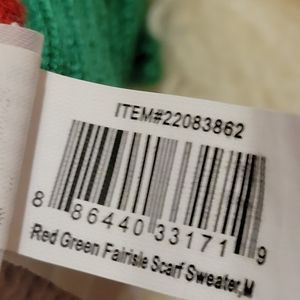 ITEM#22083862
8 86440 33171 9
Red Green Fairisle Scarf Sweater,M